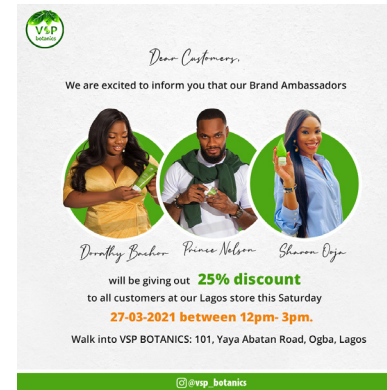 VSP
botanics
Dear Customers,
We are excited to inform you that our Brand Ambassadors
Dorathy Bachor
Prince Nelson
Sharon Ooja
will be giving out 25% discount
to all customers at our Lagos store this Saturday
27-03-2021 between 12pm- 3pm.
Walk into VSP BOTANICS: 101, Yaya Abatan Road, Ogba, Lagos
@vsp_botanics